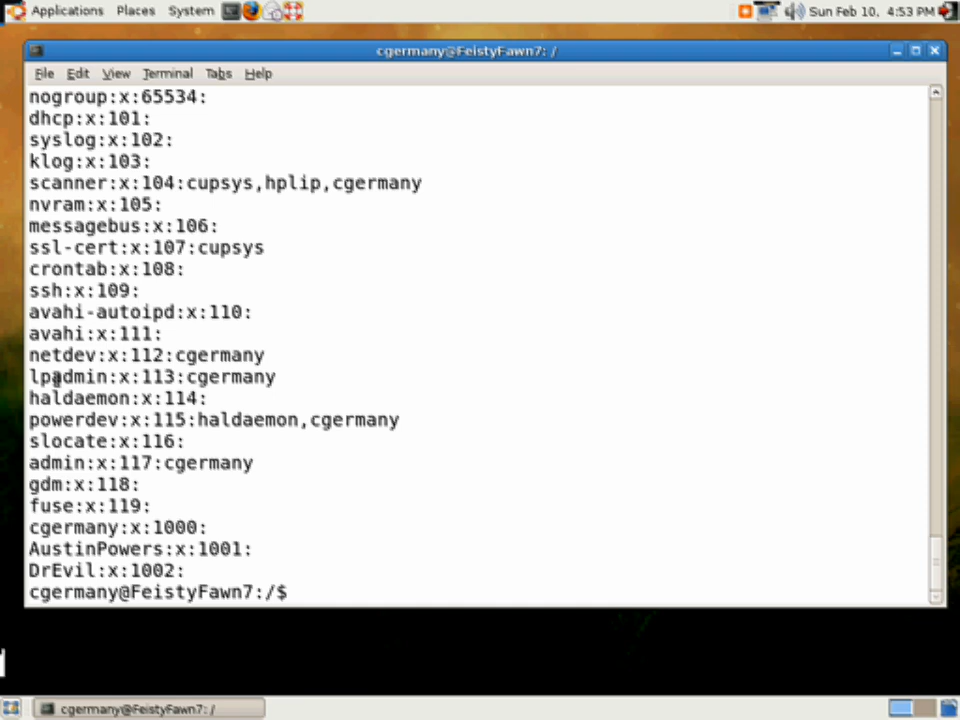 Applications Places System Sun Feb 10, 4:53 PM
cgermany@FeistyFawn7: /
File Edit View Terminal Tabs Help
nogroup:x:65534:
dhcp:x:101:
syslog:x:102:
klog:x:103:
scanner:x:104:cupsys,hplip,cgermany
nvram:x:105:
messagebus:x:106:
ssl-cert:x:107:cupsys
crontab:x:108:
ssh:x:109:
avahi-autoipd:x:110:
avahi:x:111:
netdev:x:112:cgermany
lpadmin:x:113:cgermany
haldaemon:x:114:
powerdev:x:115:haldaemon,cgermany
slocate:x:116:
admin:x:117:cgermany
gdm:x:118:
fuse:x:119:
cgermany:x:1000:
AustinPowers:x:1001:
DrEvil:x:1002:
cgermany@FeistyFawn7:/$
cgermany@FeistyFawn7: /